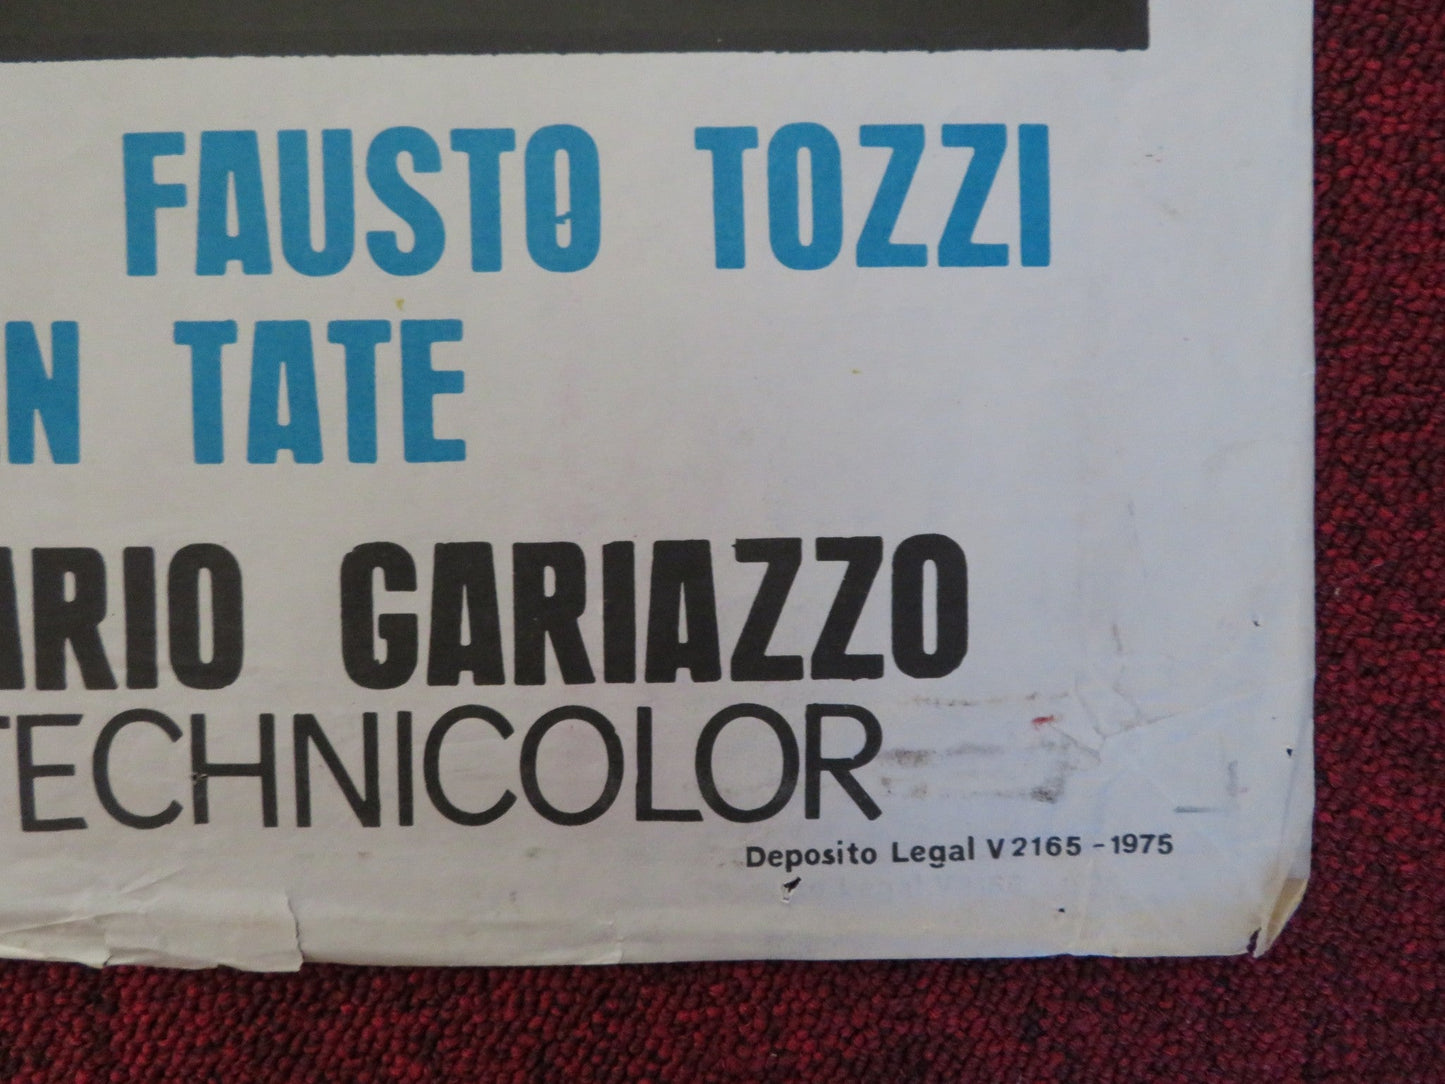 FAUSTO TOZZI
N TATE
ARIO GARIAZZO
TECHNICOLOR
Deposito Legal V 2165 - 1975